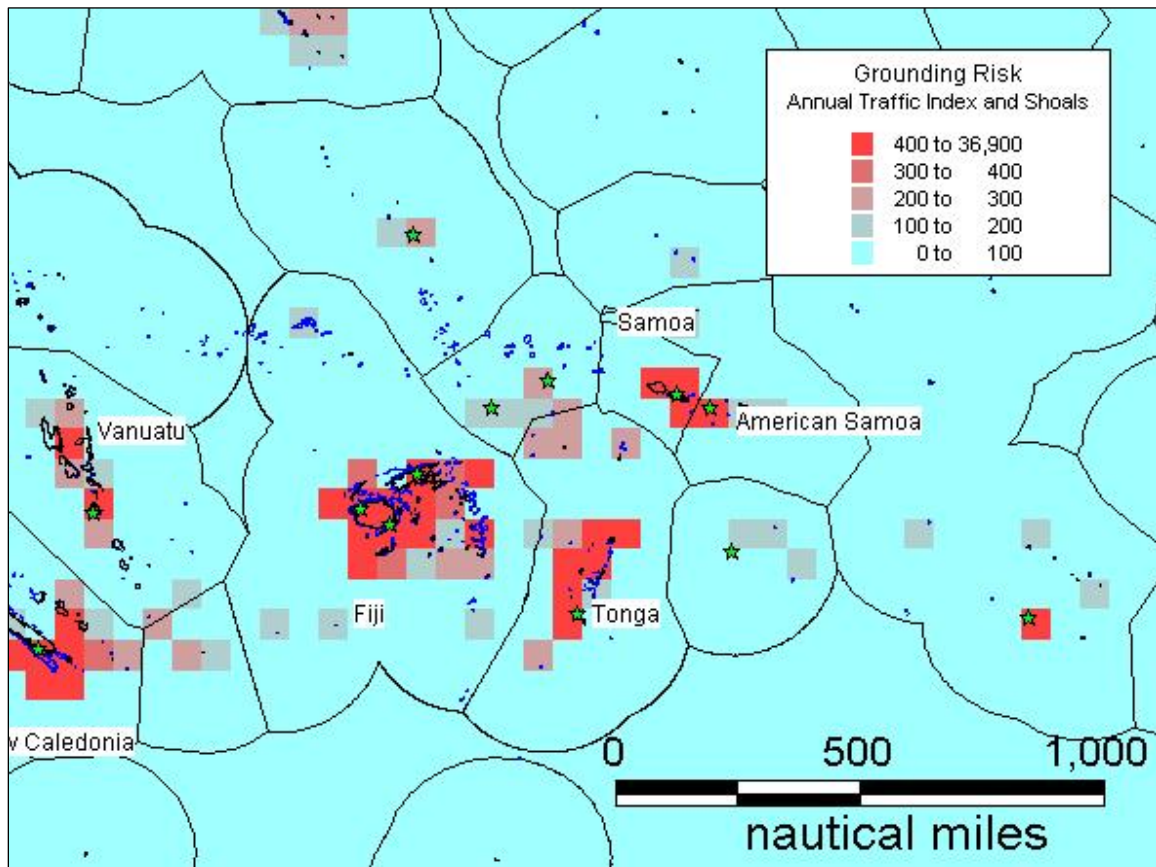 Grounding Risk
Annual Traffic Index and Shoals
400 to 36,900
300 to 400
200 to 300
100 to 200
0 to 100
Samoa
American Samoa
Vanuatu
Fiji
Tonga
w Caledonia
0 500 1,000
nautical miles